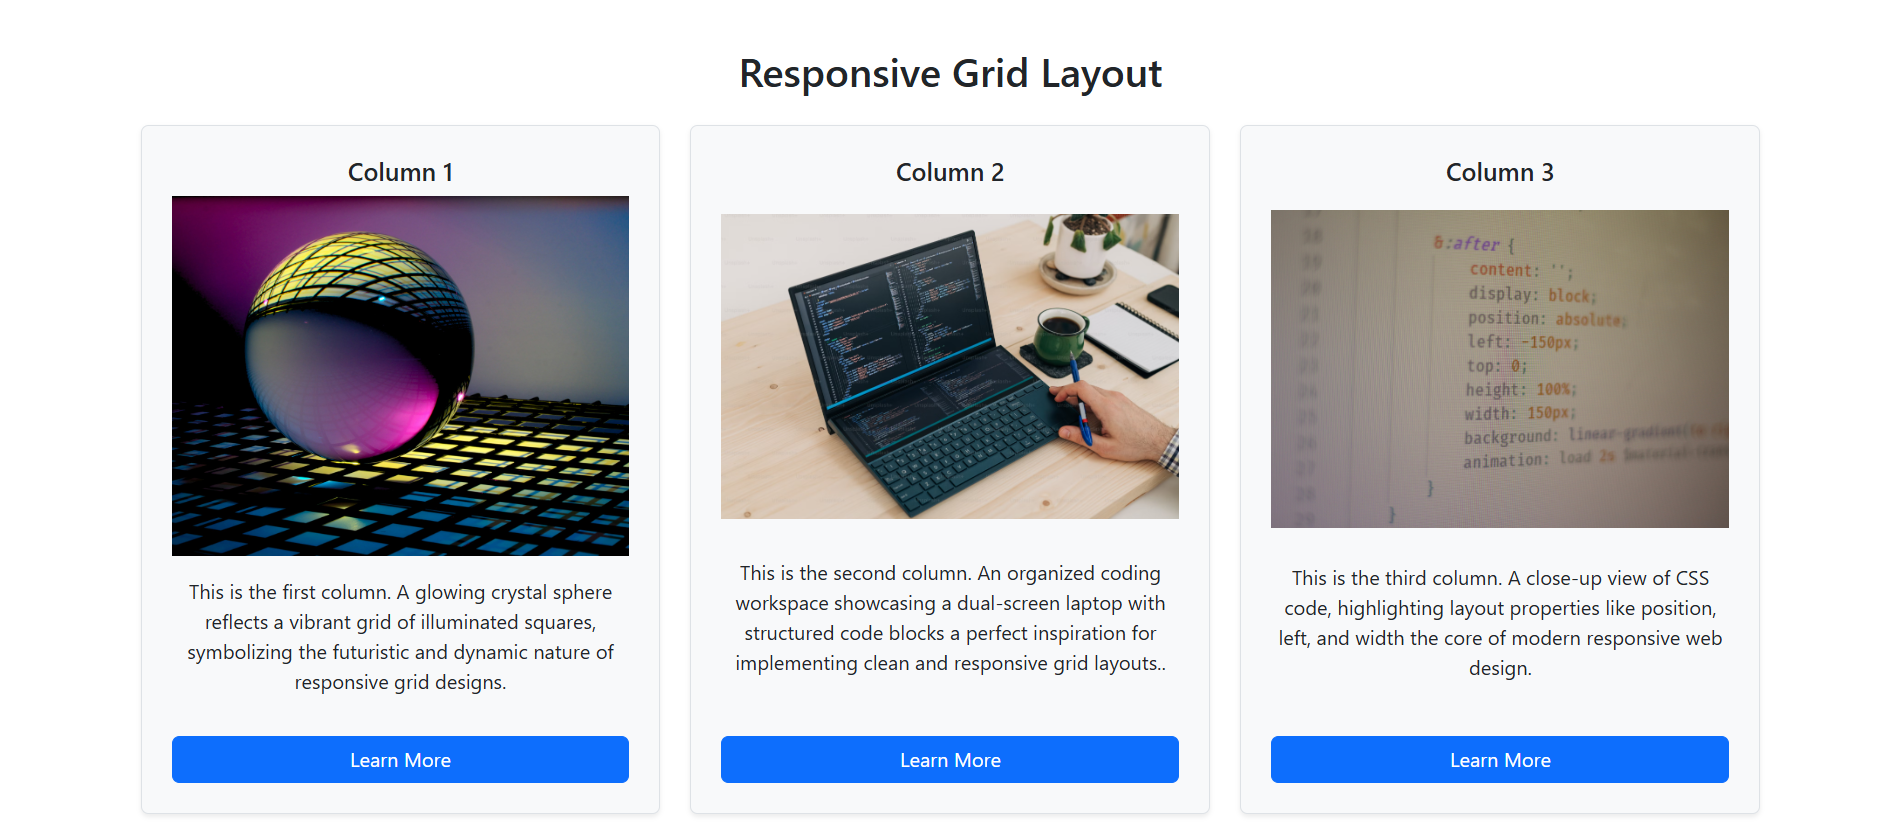 Responsive Grid Layout
Column 1
This is the first column. A glowing crystal sphere
reflects a vibrant grid of illuminated squares,
symbolizing the futuristic and dynamic nature of
responsive grid designs.
Learn More
Column 2
This is the second column. An organized coding
workspace showcasing a dual-screen laptop with
structured code blocks a perfect inspiration for
implementing clean and responsive grid layouts..
Learn More
Column 3
&:after {
content: '';
display: block;
position: absolute;
left: -150px;
top: 0;
height: 100%;
width: 150px;
background: linear-gradient(
animation: load 2s
}
}
This is the third column. A close-up view of CSS
code, highlighting layout properties like position,
left, and width the core of modern responsive web
design.
Learn More